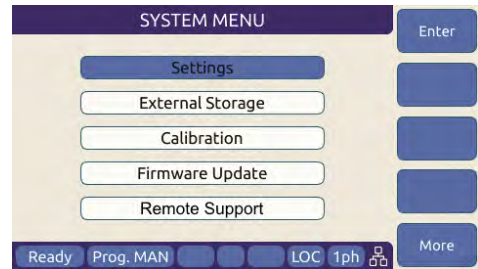 SYSTEM MENU
Enter
Settings
External Storage
Calibration
Firmware Update
Remote Support
Ready Prog. MAN LOC 1ph
More